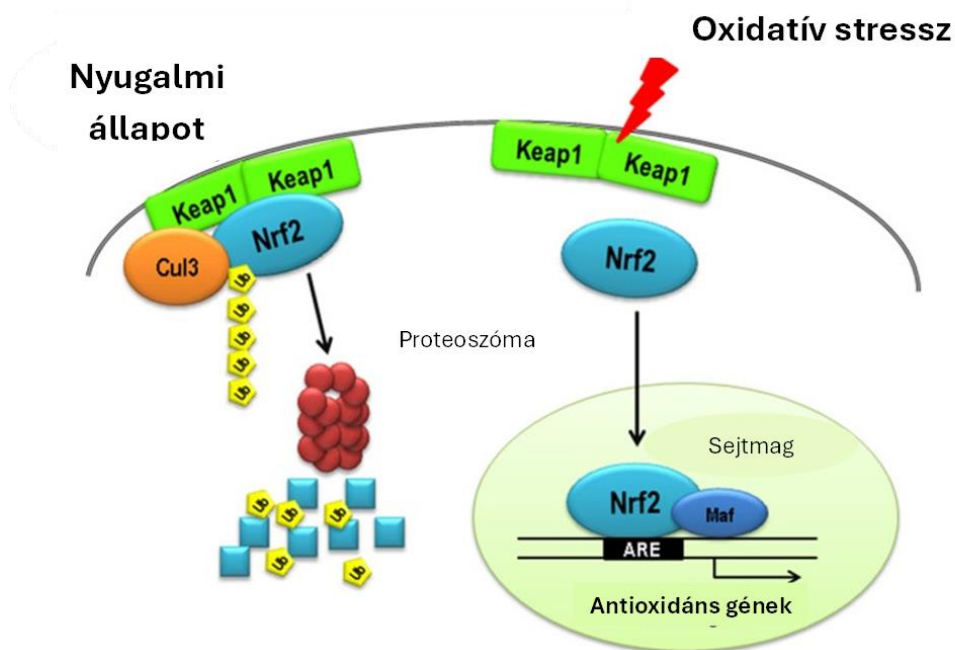 Oxidatív stressz
Nyugalmi
állapot
Keap1
Keap1
Keap1
Keap1
Cul3
Nrf2
Nrf2
Ub
Ub
Ub
Ub
Ub
Proteoszóma
Sejtmag
Nrf2
Maf
ARE
Ub
Ub
Ub
Ub
Ub
Antioxidáns gének